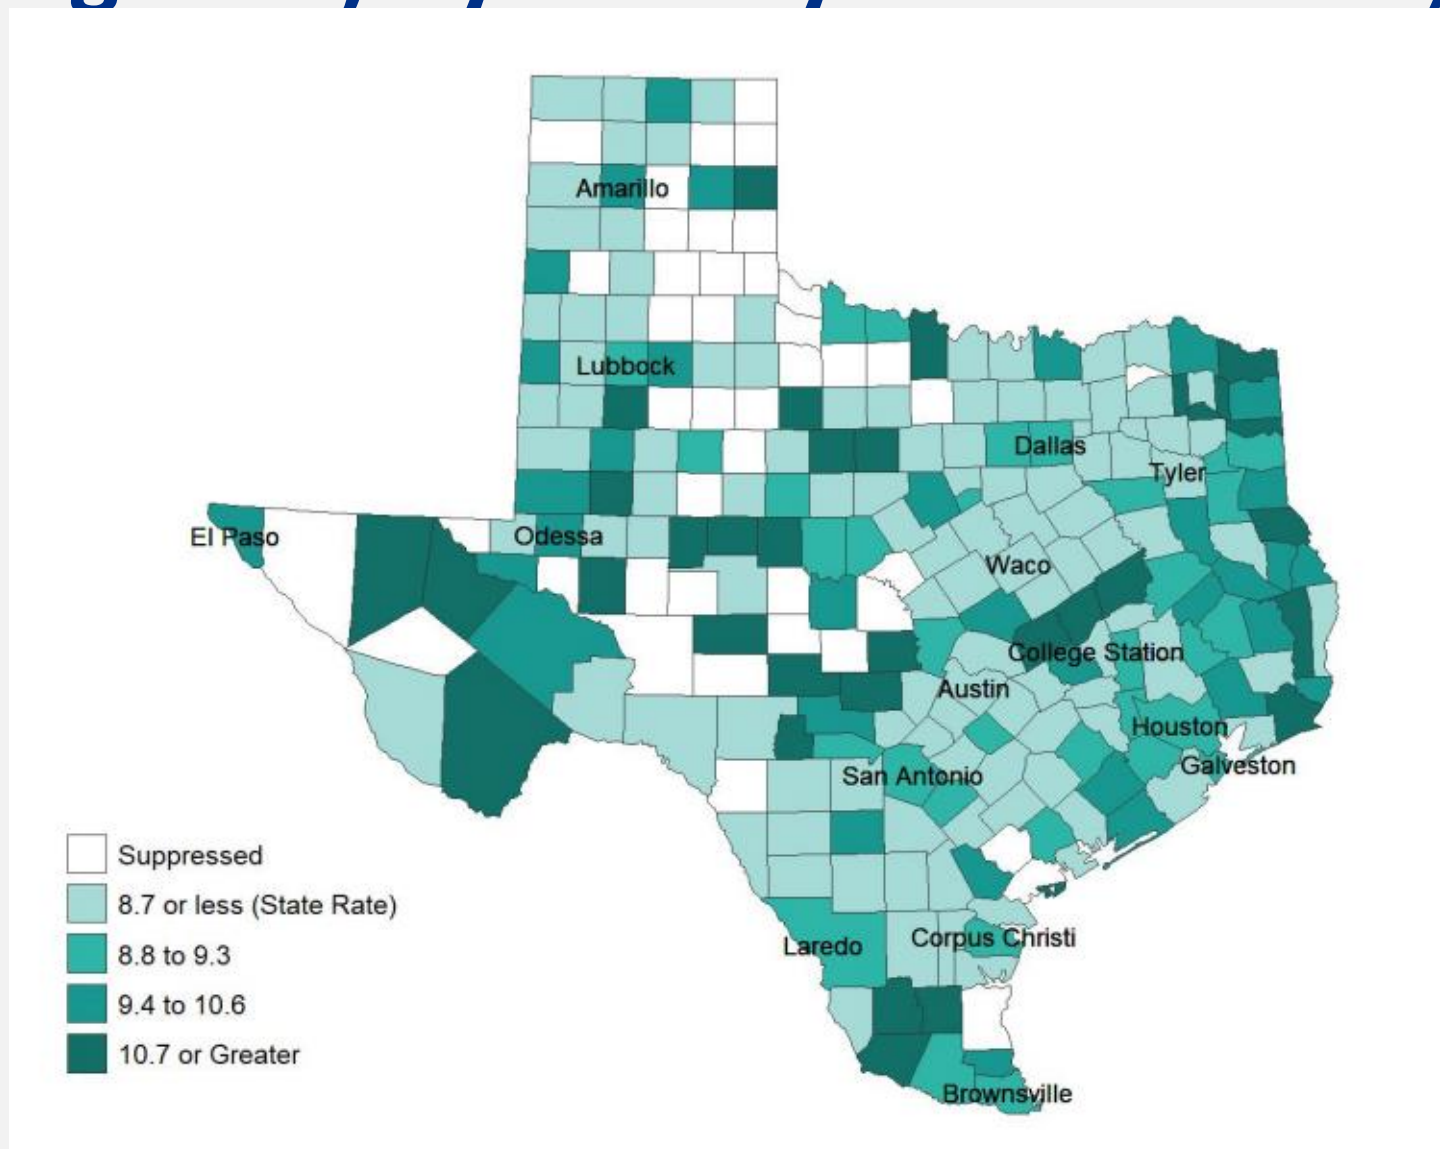 Amarillo
Lubbock
Dallas
Tyler
El Paso
Odessa
Waco
College Station
Austin
Houston
Galveston
San Antonio
Suppressed
8.7 or less (State Rate)
8.8 to 9.3
9.4 to 10.6
10.7 or Greater
Laredo
Corpus Christi
Brownsville